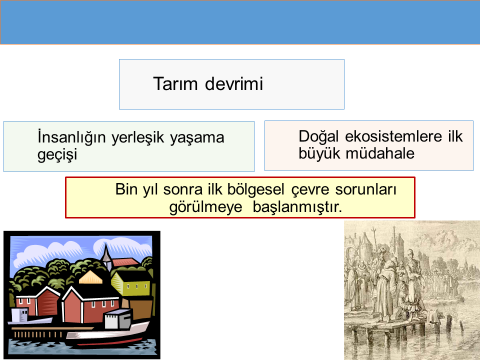 Tarım devrimi
İnsanlığın yerleşik yaşama
geçişi
Doğal ekosistemlere ilk
büyük müdahale
Bin yıl sonra ilk bölgesel çevre sorunları
görülmeye başlanmıştır.